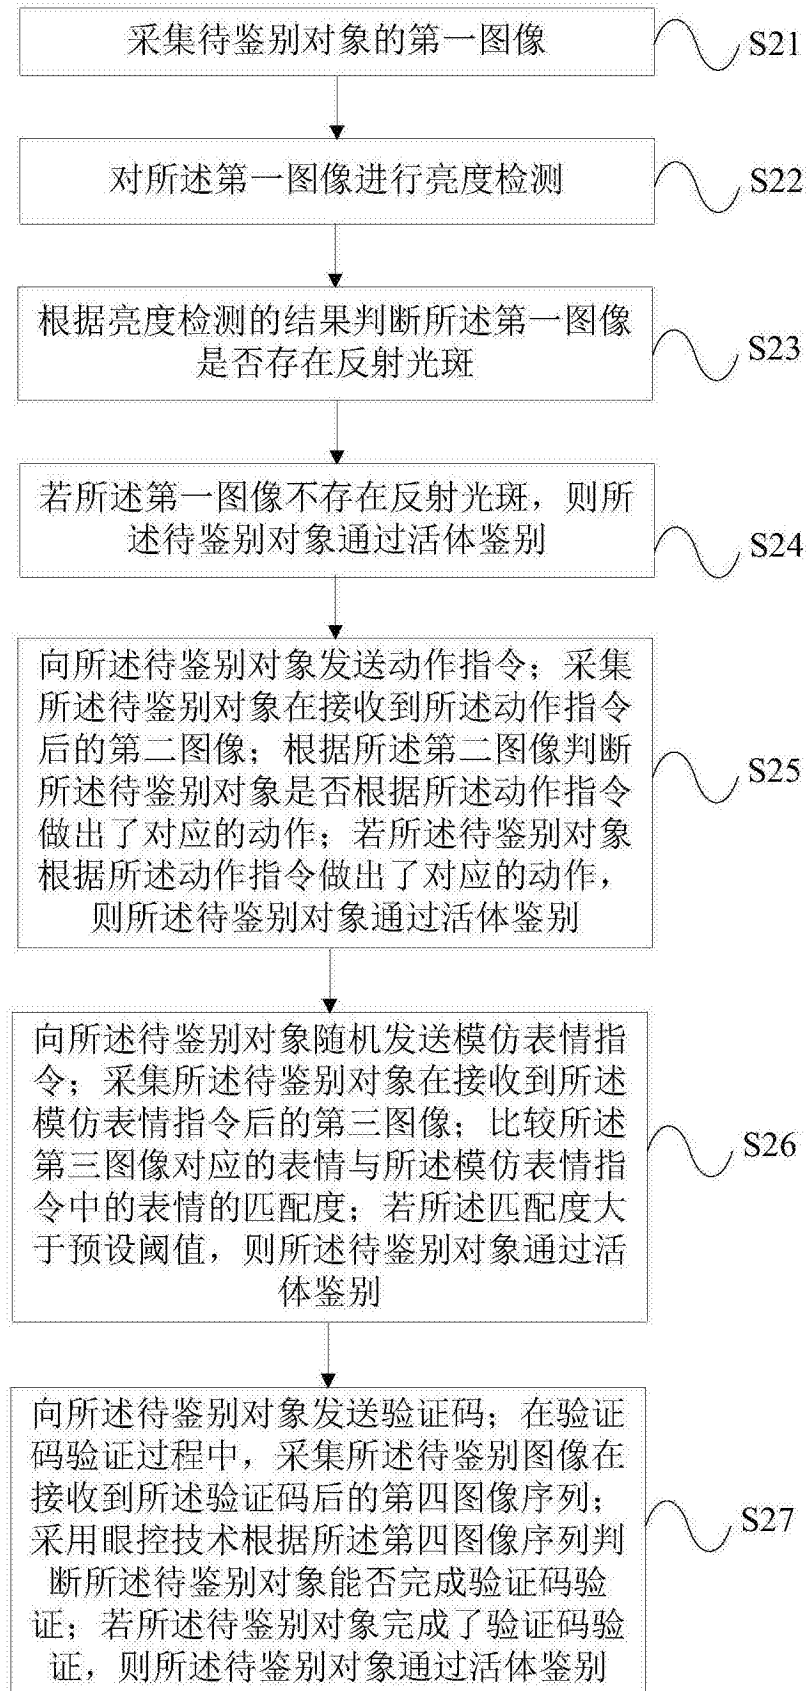 采集待鉴别对象的第一图像
S21
对所述第一图像进行亮度检测
S22
根据亮度检测的结果判断所述第一图像
是否存在反射光斑
S23
若所述第一图像不存在反射光斑，则所
述待鉴别对象通过活体鉴别
S24
向所述待鉴别对象发送动作指令；采集
所述待鉴别对象在接收到所述动作指令
后的第二图像；根据所述第二图像判断
所述待鉴别对象是否根据所述动作指令
做出了对应的动作；若所述待鉴别对象
根据所述动作指令做出了对应的动作，
则所述待鉴别对象通过活体鉴别
S25
向所述待鉴别对象随机发送模仿表情指
令；采集所述待鉴别对象在接收到所述
模仿表情指令后的第三图像；比较所述
第三图像对应的表情与所述模仿表情指
令中的表情的匹配度；若所述匹配度大
于预设阈值，则所述待鉴别对象通过活
体鉴别
S26
向所述待鉴别对象发送验证码；在验证
码验证过程中，采集所述待鉴别图像在
接收到所述验证码后的第四图像序列；
采用眼控技术根据所述第四图像序列判
断所述待鉴别对象能否完成验证码验
证；若所述待鉴别对象完成了验证码验
证，则所述待鉴别对象通过活体鉴别
S27